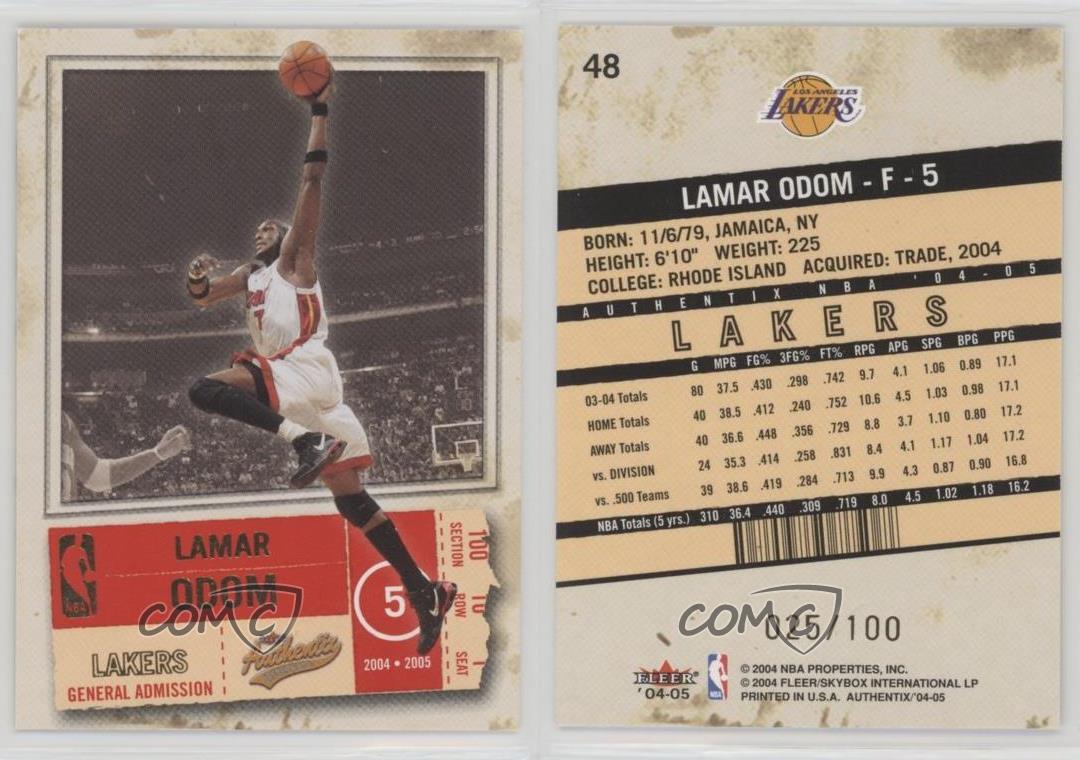 LAMAR
ODOM
NBA
LAKERS
GENERAL ADMISSION
Authentix
5
2004 • 2005
100
SECTION
10
ROW
1
SEAT
7
COMC
48
LOS ANGELES
LAKERS
LAMAR ODOM - F - 5
BORN: 11/6/79, JAMAICA, NY
HEIGHT: 6'10" WEIGHT: 225
COLLEGE: RHODE ISLAND ACQUIRED: TRADE, 2004
AUTHENTIX NBA '04-05
LAKERS
G MPG FG% 3FG% FT% RPG APG SPG BPG PPG
03-04 Totals 80 37.5 .430 .298 .742 9.7 4.1 1.06 0.89 17.1
HOME Totals 40 38.5 .412 .240 .752 10.6 4.5 1.03 0.98 17.1
AWAY Totals 40 36.6 .448 .356 .729 8.8 3.7 1.10 0.80 17.2
vs. DIVISION 24 35.3 .414 .258 .831 8.4 4.1 1.17 1.04 17.2
vs. .500 Teams 39 38.6 .419 .284 .713 9.9 4.3 0.87 0.90 16.8
NBA Totals (5 yrs.) 310 36.4 .440 .309 .719 8.0 4.5 1.02 1.18 16.2
COMC
025/100
FLEER
'04-05
NBA
© 2004 NBA PROPERTIES, INC.
© 2004 FLEER/SKYBOX INTERNATIONAL LP
PRINTED IN U.S.A. AUTHENTIX/'04-05